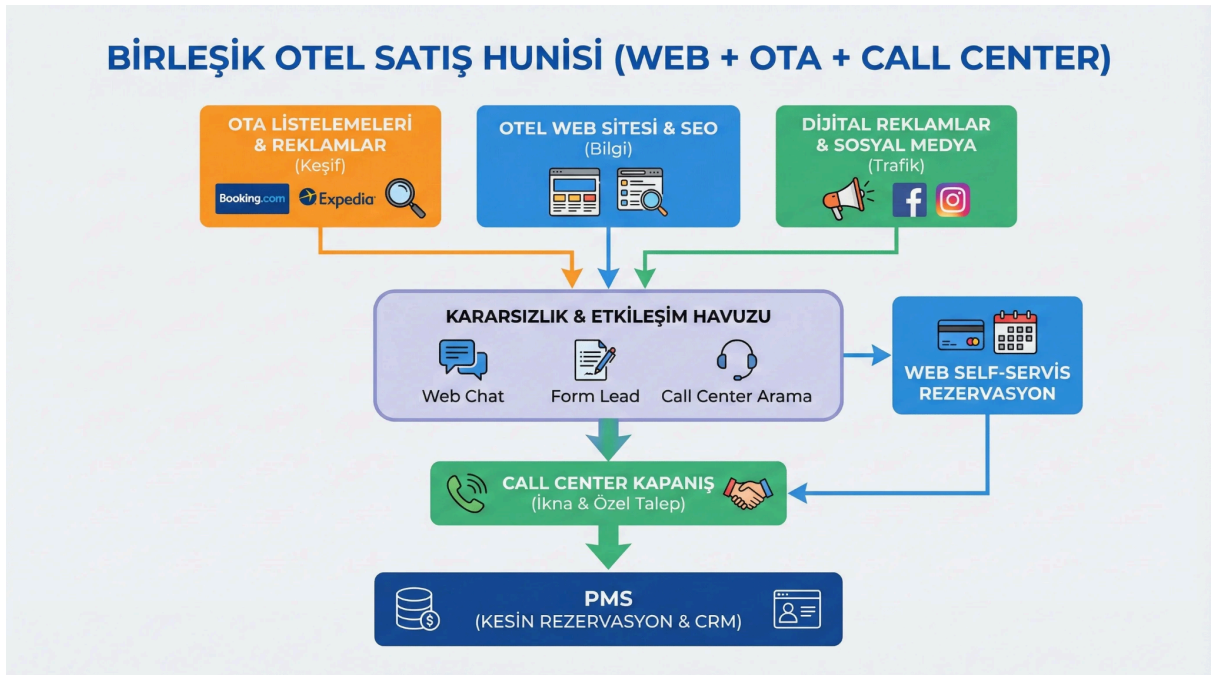 BİRLEŞİK OTEL SATIŞ HUNİSİ (WEB + OTA + CALL CENTER)
OTA LİSTELEMELERİ
& REKLAMLAR
(Keşif)
Booking.com
Expedia
OTEL WEB SİTESİ & SEO
(Bilgi)
DİJİTAL REKLAMLAR
& SOSYAL MEDYA
(Trafik)
KARARSIZLIK & ETKİLEŞİM HAVUZU
Web Chat
Form Lead
Call Center Arama
WEB SELF-SERVİS
REZERVASYON
CALL CENTER KAPANIŞ
(İkna & Özel Talep)
PMS
(KESİN REZERVASYON & CRM)